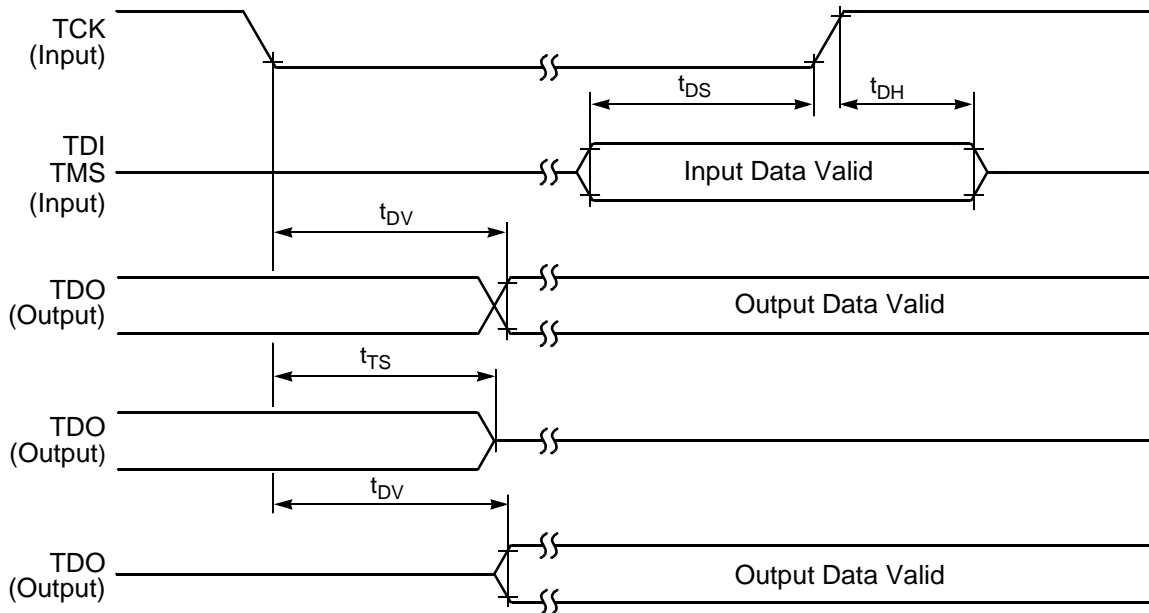 TCK
(Input)
tDS
tDH
TDI
TMS
(Input)
Input Data Valid
tDV
TDO
(Output)
Output Data Valid
tTS
TDO
(Output)
tDV
TDO
(Output)
Output Data Valid